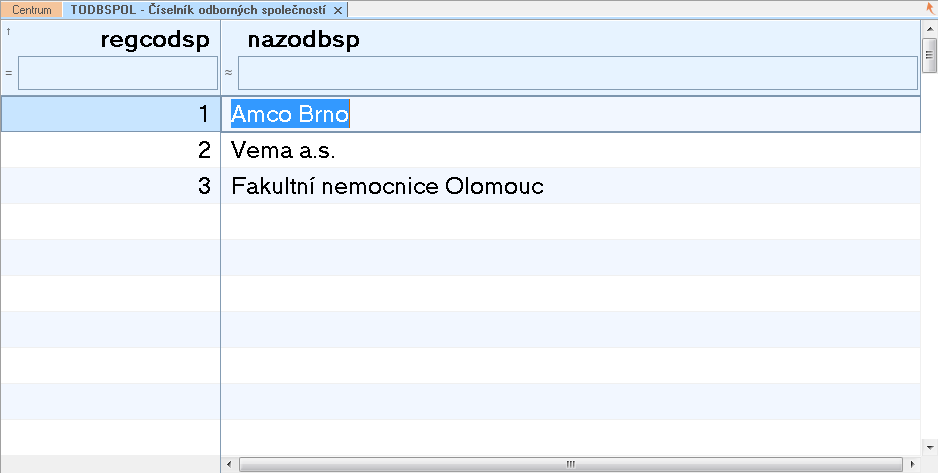 Centrum TODBSPOL - Číselník odborných společností ×
↑ regcodsp nazodbsp
= ≈
1 Amco Brno
2 Vema a.s.
3 Fakultní nemocnice Olomouc